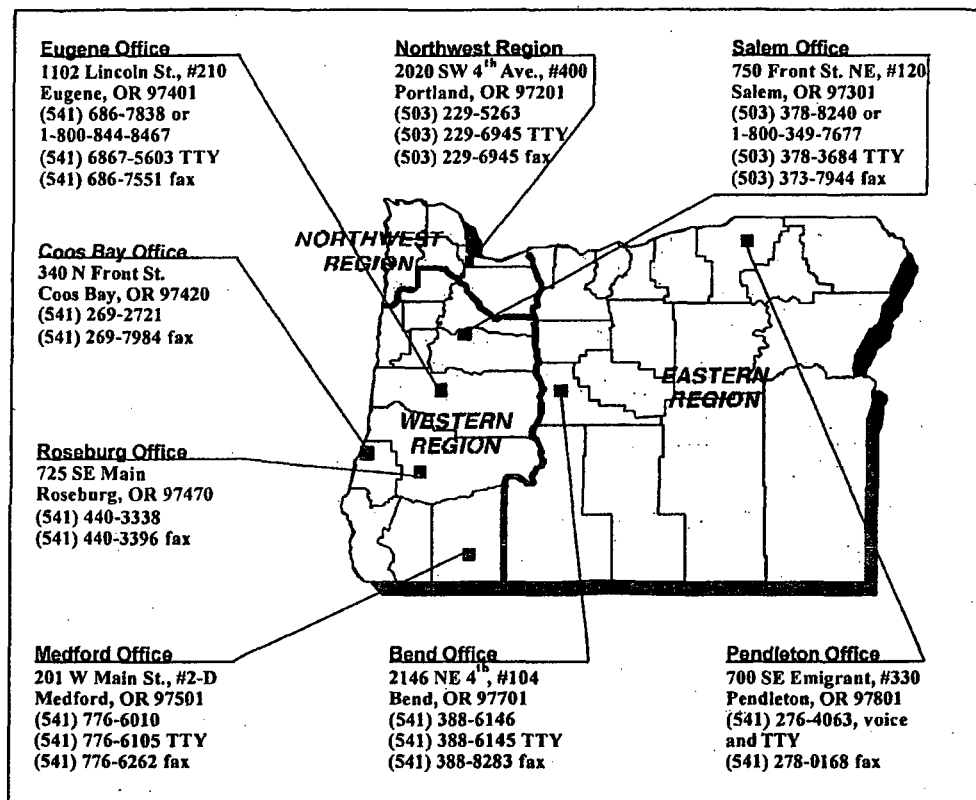 Eugene Office
1102 Lincoln St., #210
Eugene, OR 97401
(541) 686-7838 or
1-800-844-8467
(541) 6867-5603 TTY
(541) 686-7551 fax
Northwest Region
2020 SW 4th Ave., #400
Portland, OR 97201
(503) 229-5263
(503) 229-6945 TTY
(503) 229-6945 fax
Salem Office
750 Front St. NE, #120
Salem, OR 97301
(503) 378-8240 or
1-800-349-7677
(503) 378-3684 TTY
(503) 373-7944 fax
Coos Bay Office
340 N Front St.
Coos Bay, OR 97420
(541) 269-2721
(541) 269-7984 fax
NORTHWEST
REGION
EASTERN
REGION
WESTERN
REGION
Roseburg Office
725 SE Main
Roseburg, OR 97470
(541) 440-3338
(541) 440-3396 fax
Medford Office
201 W Main St., #2-D
Medford, OR 97501
(541) 776-6010
(541) 776-6105 TTY
(541) 776-6262 fax
Bend Office
2146 NE 4th, #104
Bend, OR 97701
(541) 388-6146
(541) 388-6145 TTY
(541) 388-8283 fax
Pendleton Office
700 SE Emigrant, #330
Pendleton, OR 97801
(541) 276-4063, voice
and TTY
(541) 278-0168 fax